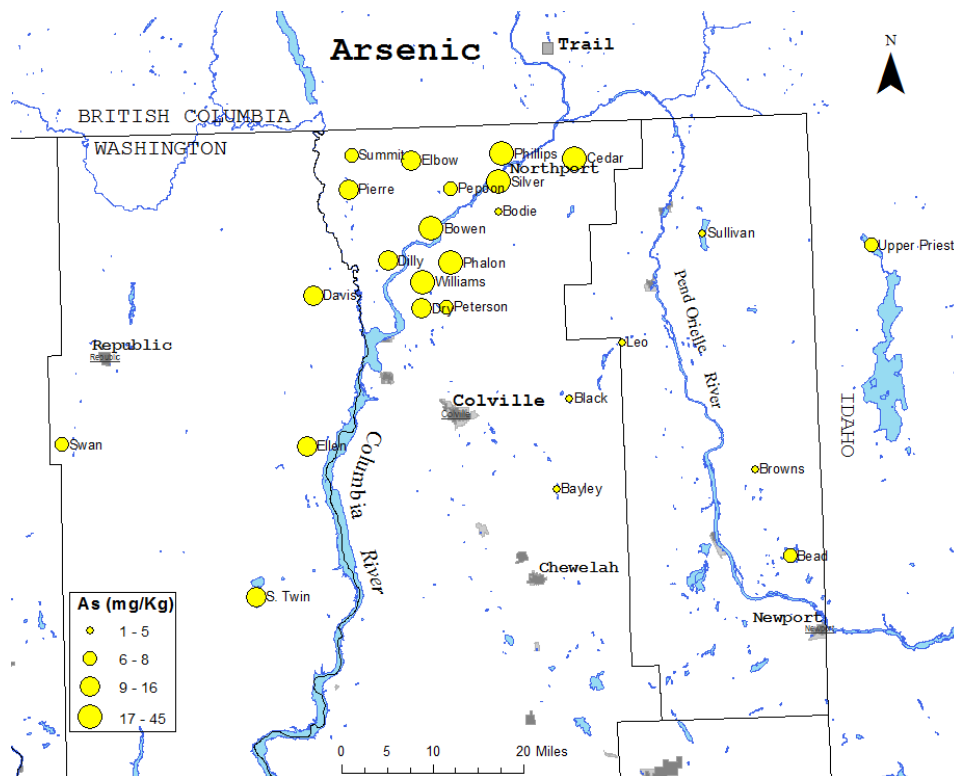 Arsenic
Trail
N
BRITISH COLUMBIA
WASHINGTON
Summit
Elbow
Phillips
Cedar
Northport
Pierre
Pepoon
Silver
Bodie
Bowen
Sullivan
Upper Priest
Dilly
Phalon
Williams
Davis
Dry
Peterson
Pend Orielle River
Republic
Republic
Leo
IDAHO
Black
Colville
Colville
Swan
Ellen
Columbia River
Browns
Bayley
Bead
Chewelah
S. Twin
Newport
Newport
As (mg/Kg)
1 - 5
6 - 8
9 - 16
17 - 45
0 5 10 20 Miles